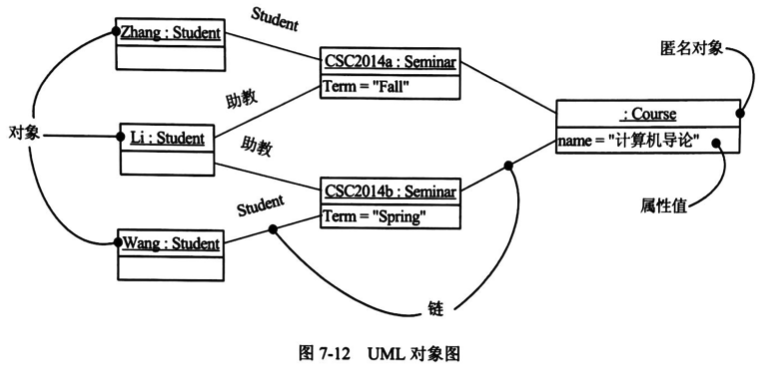 Student
Zhang : Student
CSC2014a : Seminar
Term = "Fall"
匿名对象
助教
: Course
对象
Li : Student
助教
name = "计算机导论"
CSC2014b : Seminar
Student
Term = "Spring"
属性值
Wang : Student
链
图 7-12 UML 对象图